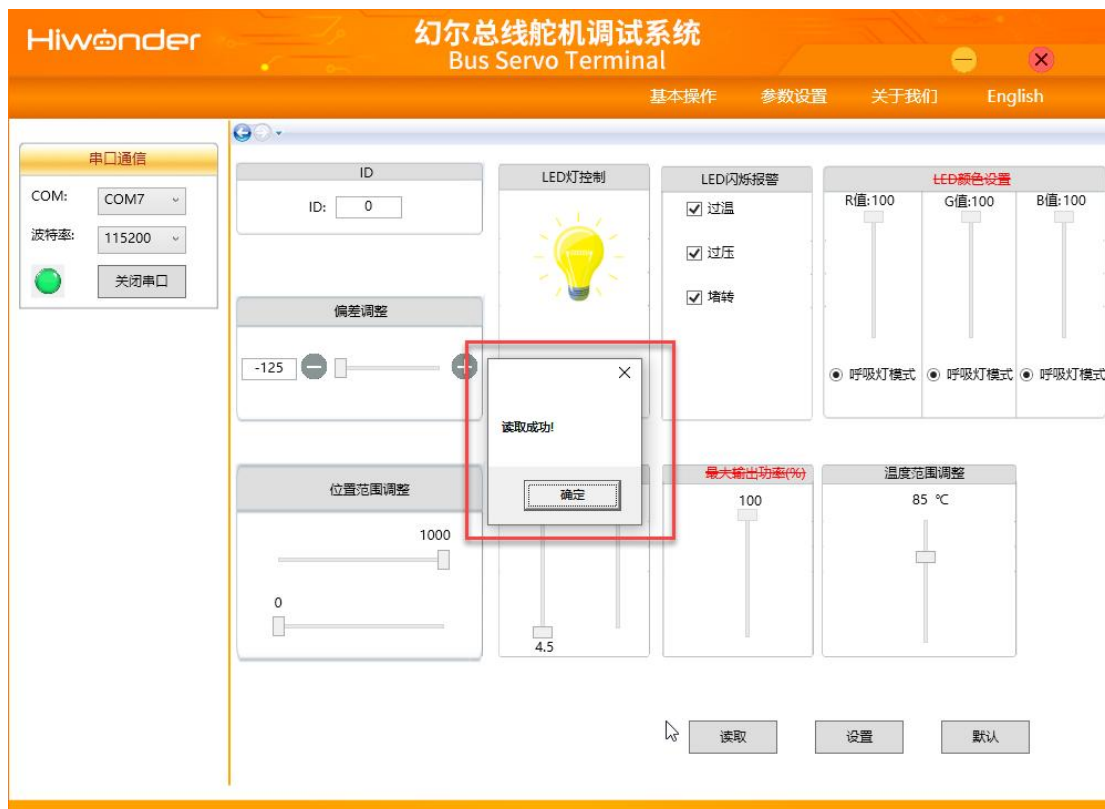 Hiwonder
幻尔总线舵机调试系统
Bus Servo Terminal
基本操作 参数设置 关于我们 English
串口通信
COM: COM7
波特率: 115200
关闭串口
ID
ID: 0
LED灯控制
LED闪烁报警
过温
过压
堵转
LED颜色设置
R值:100 G值:100 B值:100
呼吸灯模式 呼吸灯模式 呼吸灯模式
偏差调整
-125
读取成功!
确定
位置范围调整
1000
0
4.5
最大输出功率(%)
100
温度范围调整
85 ℃
读取 设置 默认